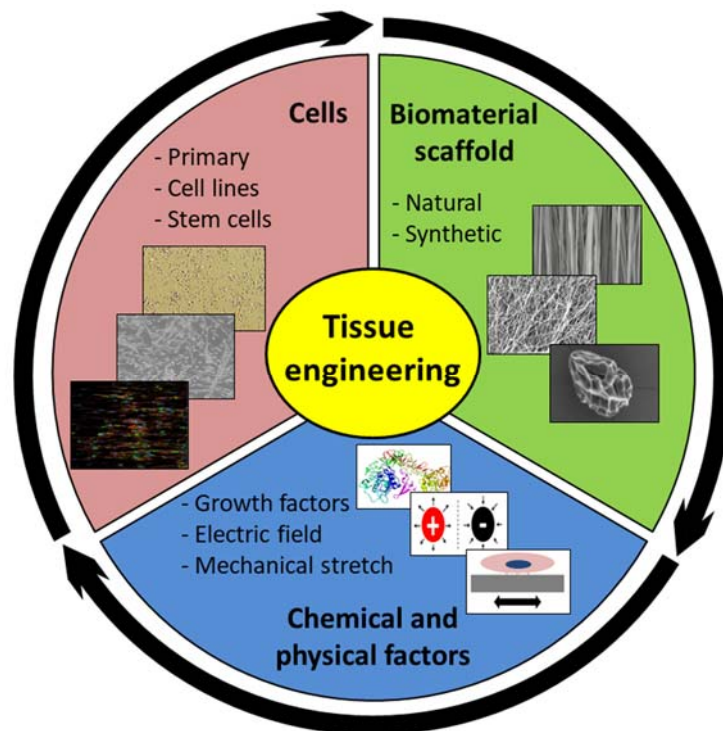 Cells
- Primary
- Cell lines
- Stem cells
Biomaterial
scaffold
- Natural
- Synthetic
Tissue
engineering
- Growth factors
- Electric field
- Mechanical stretch
+
-
Chemical and
physical factors